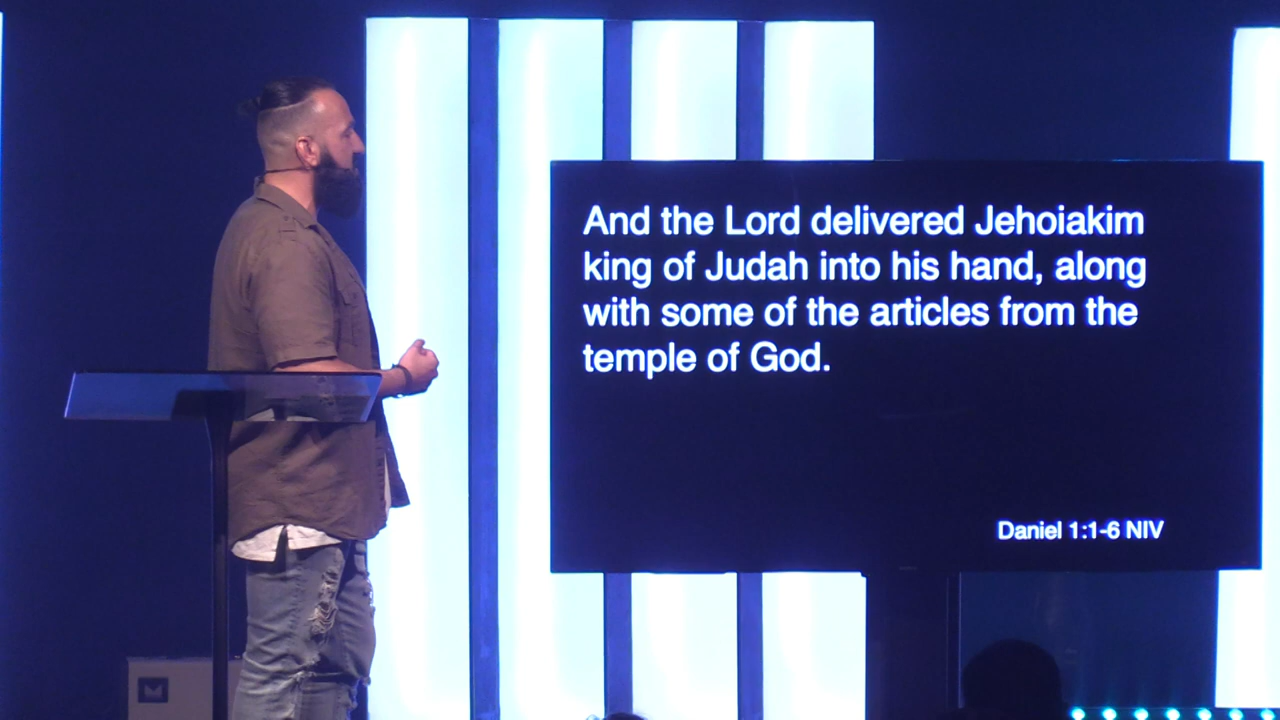 And the Lord delivered Jehoiakim
king of Judah into his hand, along
with some of the articles from the
temple of God.
Daniel 1:1-6 NIV